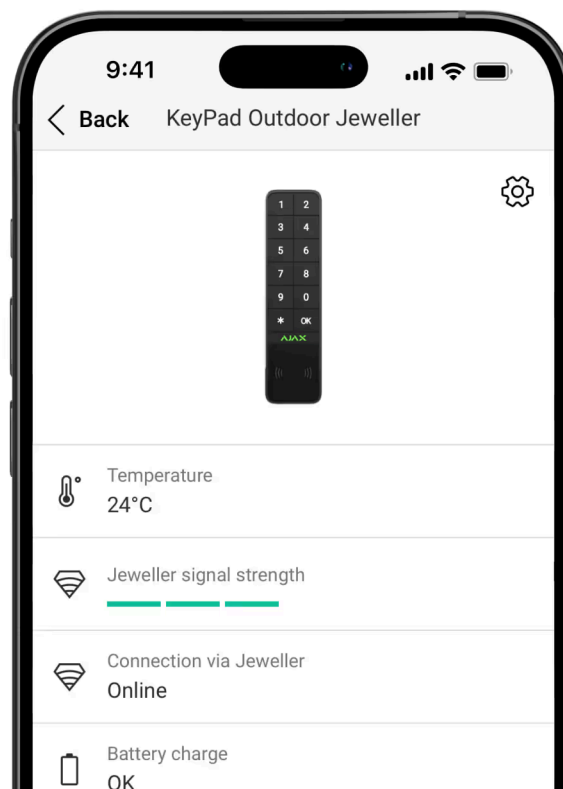 9:41
Back KeyPad Outdoor Jeweller
1 2
3 4
5 6
7 8
9 0
* OK
AJAX
Temperature
24°C
Jeweller signal strength
Connection via Jeweller
Online
Battery charge
OK